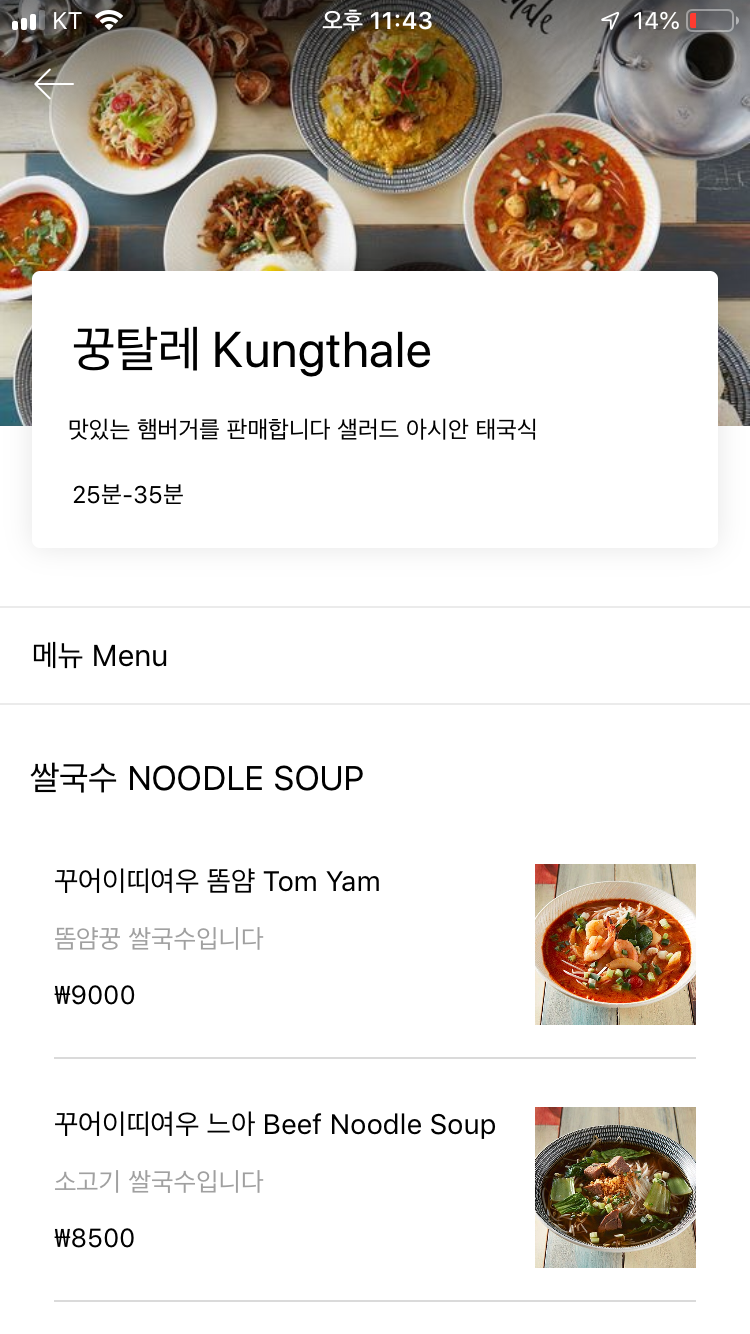 KT 오후 11:43 14%
Thale
꿍탈레 Kungthale
맛있는 햄버거를 판매합니다 샐러드 아시안 태국식
25분-35분
메뉴 Menu
쌀국수 NOODLE SOUP
꾸어이띠여우 똠얌 Tom Yam
똠얌꿍 쌀국수입니다
₩9000
꾸어이띠여우 느아 Beef Noodle Soup
소고기 쌀국수입니다
₩8500